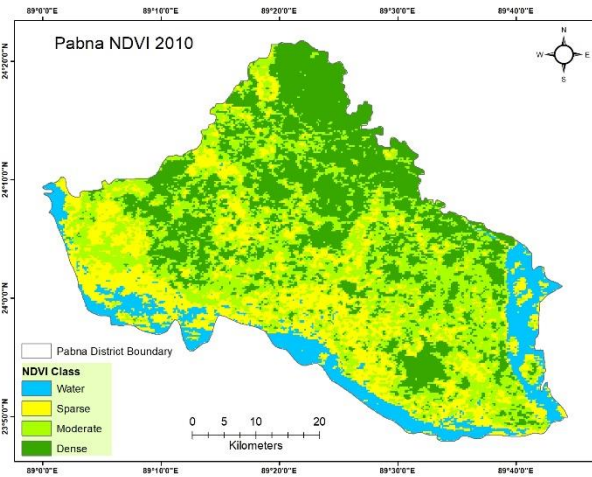 89°0'0"E 89°10'0"E 89°20'0"E 89°30'0"E 89°40'0"E
Pabna NDVI 2010
N
W E
S
24°20'0"N
24°10'0"N
24°0'0"N
23°50'0"N
Pabna District Boundary
NDVI Class
Water
Sparse
Moderate
Dense
0 5 10 20
Kilometers
89°0'0"E 89°10'0"E 89°20'0"E 89°30'0"E 89°40'0"E